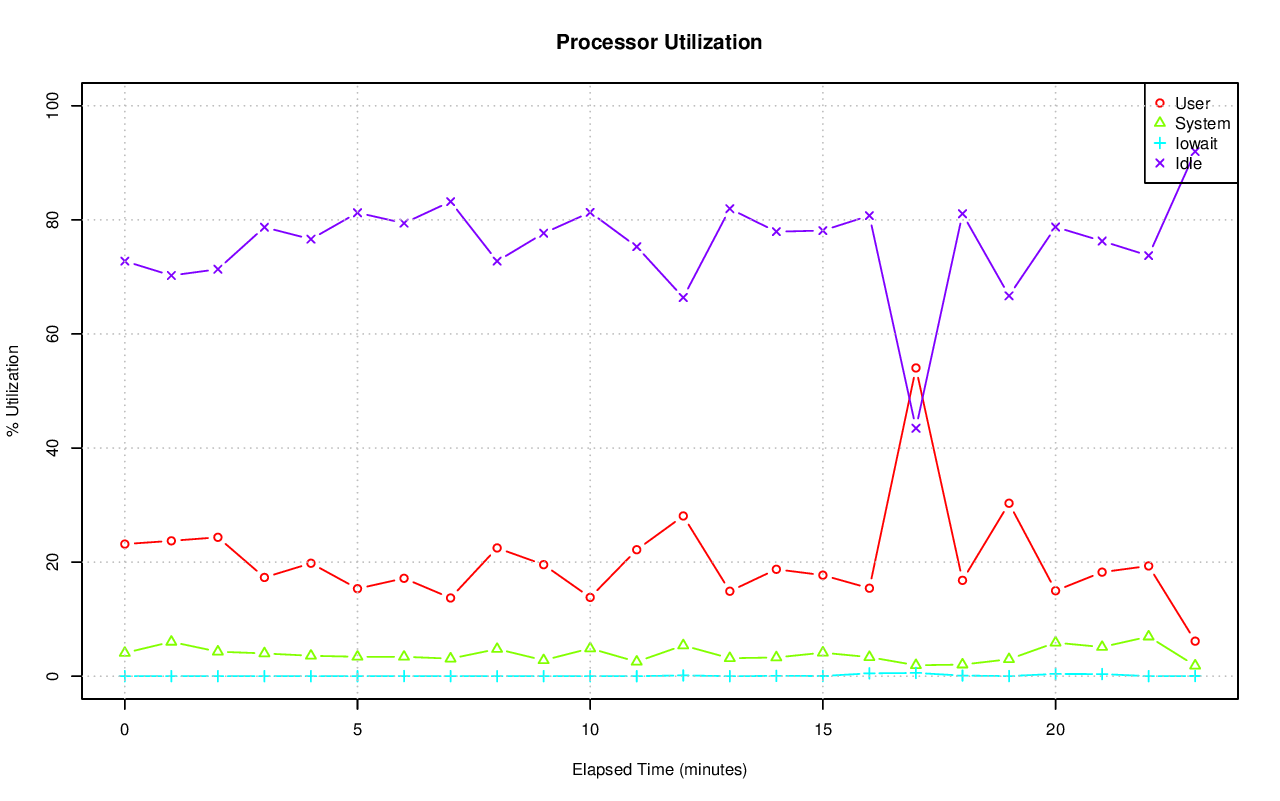 Processor Utilization
% Utilization
100
80
60
40
20
0
User
System
Iowait
Idle
0 5 10 15 20
Elapsed Time (minutes)